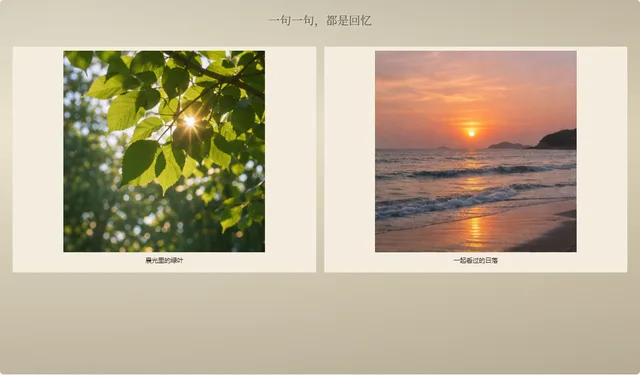 一句一句，都是回忆
晨光里的绿叶
一起看过的日落